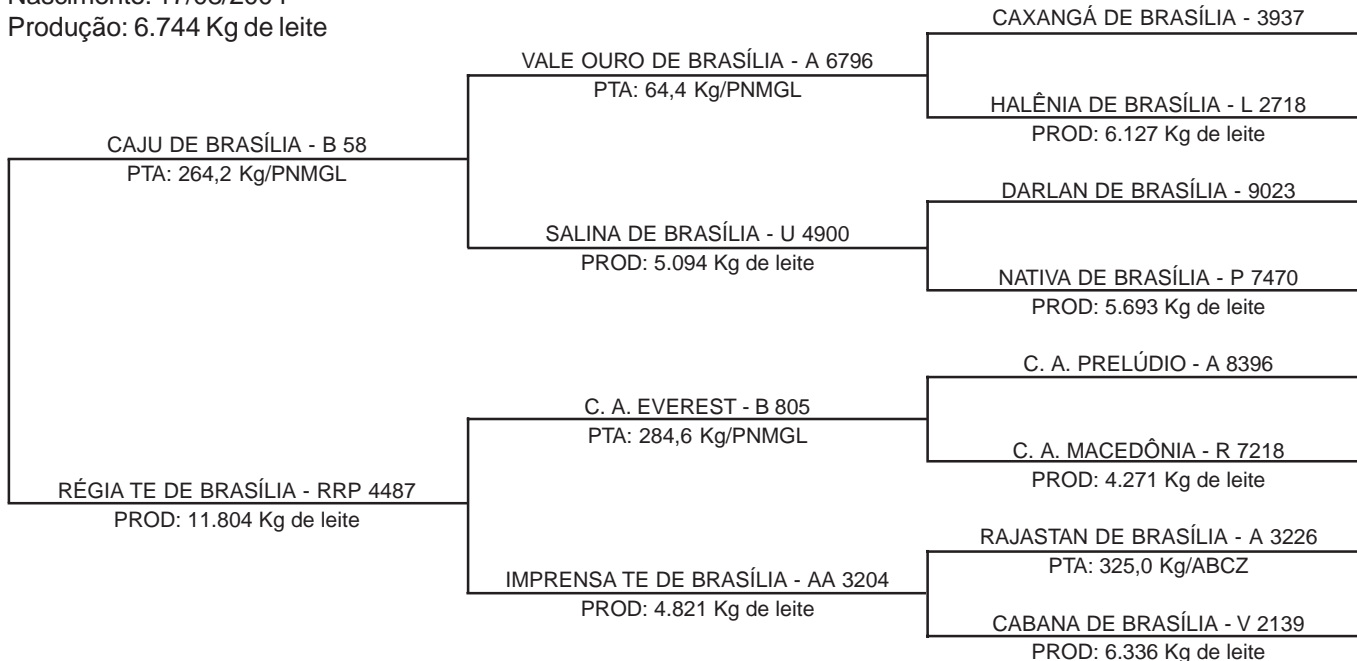 Produção: 6.744 Kg de leite
CAJU DE BRASÍLIA - B 58
PTA: 264,2 Kg/PNMGL
RÉGIA TE DE BRASÍLIA - RRP 4487
PROD: 11.804 Kg de leite
VALE OURO DE BRASÍLIA - A 6796
PTA: 64,4 Kg/PNMGL
SALINA DE BRASÍLIA - U 4900
PROD: 5.094 Kg de leite
C. A. EVEREST - B 805
PTA: 284,6 Kg/PNMGL
IMPRENSA TE DE BRASÍLIA - AA 3204
PROD: 4.821 Kg de leite
CAXANGÁ DE BRASÍLIA - 3937
HALÊNIA DE BRASÍLIA - L 2718
PROD: 6.127 Kg de leite
DARLAN DE BRASÍLIA - 9023
NATIVA DE BRASÍLIA - P 7470
PROD: 5.693 Kg de leite
C. A. PRELÚDIO - A 8396
C. A. MACEDÔNIA - R 7218
PROD: 4.271 Kg de leite
RAJASTAN DE BRASÍLIA - A 3226
PTA: 325,0 Kg/ABCZ
CABANA DE BRASÍLIA - V 2139
PROD: 6.336 Kg de leite